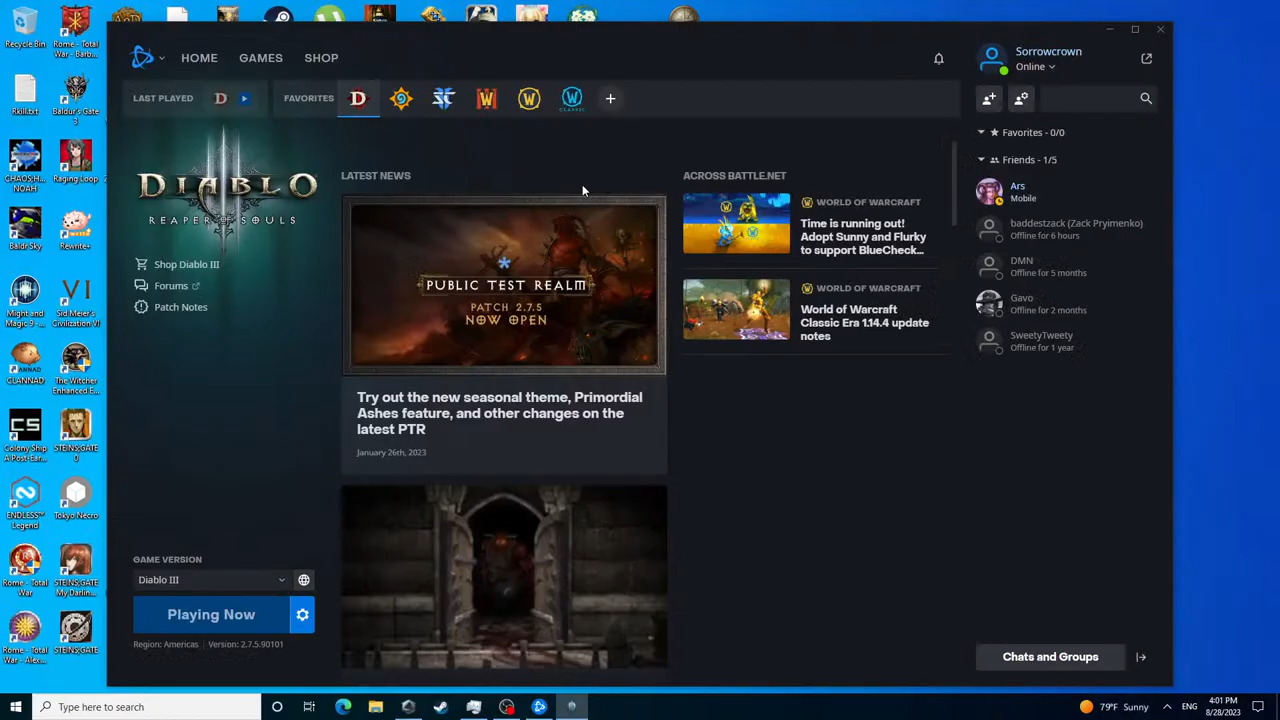 Recycle Bin
Rome - Total
War - Barb...
Rkill.txt
Baldur's Gate
3
CHAOS;H...
NOAH
Raging Loop
Baldr Sky
Rewrite+
Might and
Magic 9 -...
Sid Meier's
Civilization VI
CLANNAD
The Witcher
Enhanced E...
Colony Ship
A Post-Ear...
STEINS;GATE
0
ENDLESS™
Legend
Tokyo Necro
Rome - Total
War
STEINS;GATE
My Darlin...
Rome - Total
War - Alex...
STEINS;GATE
HOME
GAMES
SHOP
Sorrowcrown
Online
LAST PLAYED
FAVORITES
CLASSIC
DIABLO
REAPER OF SOULS
Shop Diablo III
Forums
Patch Notes
GAME VERSION
Diablo III
Playing Now
Region: Americas | Version: 2.7.5.90101
LATEST NEWS
PUBLIC TEST REALM
PATCH 2.7.5
NOW OPEN
Try out the new seasonal theme, Primordial
Ashes feature, and other changes on the
latest PTR
January 26th, 2023
ACROSS BATTLE.NET
WORLD OF WARCRAFT
Time is running out!
Adopt Sunny and Flurky
to support BlueCheck...
WORLD OF WARCRAFT
World of Warcraft
Classic Era 1.14.4 update
notes
Favorites - 0/0
Friends - 1/5
Ars
Mobile
baddestzack (Zack Pryimenko)
Offline for 6 hours
DMN
Offline for 5 months
Gavo
Offline for 2 months
SweetyTweety
Offline for 1 year
Chats and Groups
Type here to search
79°F Sunny
ENG
4:01 PM
8/28/2023